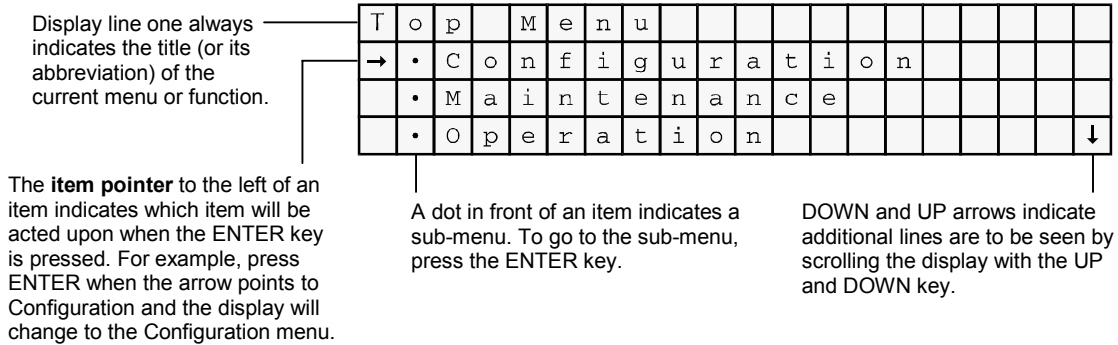 Display line one always
indicates the title (or its
abbreviation) of the
current menu or function.
Top Menu
→ • Configuration
• Maintenance
• Operation ↓
The item pointer to the left of an
item indicates which item will be
acted upon when the ENTER key
is pressed. For example, press
ENTER when the arrow points to
Configuration and the display will
change to the Configuration menu.
A dot in front of an item indicates a
sub-menu. To go to the sub-menu,
press the ENTER key.
DOWN and UP arrows indicate
additional lines are to be seen by
scrolling the display with the UP
and DOWN key.